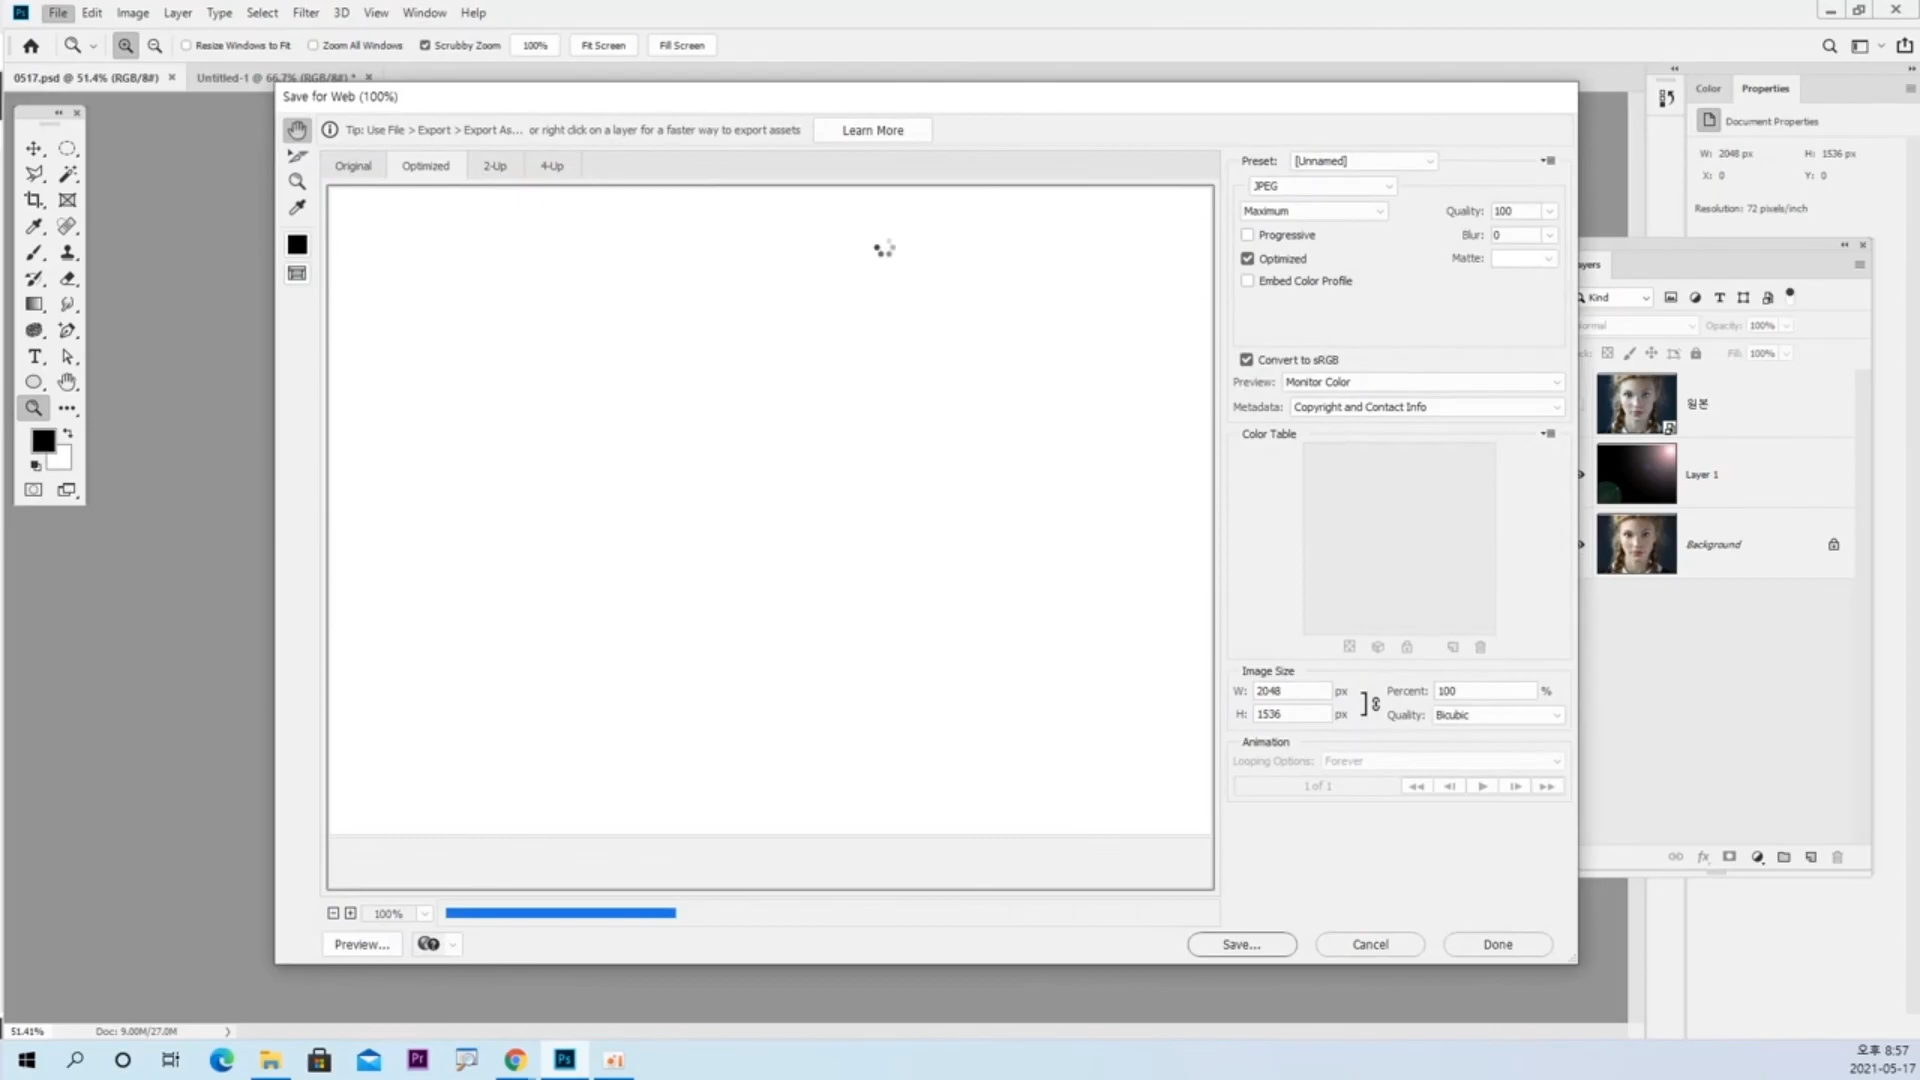 Ps File Edit Image Layer Type Select Filter 3D View Window Help
Resize Windows to Fit Zoom All Windows Scrubby Zoom 100% Fit Screen Fill Screen
0517.psd @ 51.4% (RGB/8#) Untitled-1 @ 66.7% (RGB/8#) *
Save for Web (100%)
Tip: Use File > Export > Export As... or right click on a layer for a faster way to export assets Learn More
Original Optimized 2-Up 4-Up
Preset: [Unnamed]
JPEG
Maximum Quality: 100
Progressive Blur: 0
Optimized Matte:
Embed Color Profile
Convert to sRGB
Preview: Monitor Color
Metadata: Copyright and Contact Info
Color Table
Image Size
W: 2048 px Percent: 100 %
H: 1536 px Quality: Bicubic
Animation
Looping Options: Forever
1 of 1
100%
Preview... Save... Cancel Done
Color Properties
Document Properties
W: 2048 px H: 1536 px
X: 0 Y: 0
Resolution: 72 pixels/inch
ayers
Kind
ormal Opacity: 100%
ck: Fill: 100%
원본
Layer 1
Background
51.41% Doc: 9.00M/27.0M
Pr Ps
오후 8:57
2021-05-17